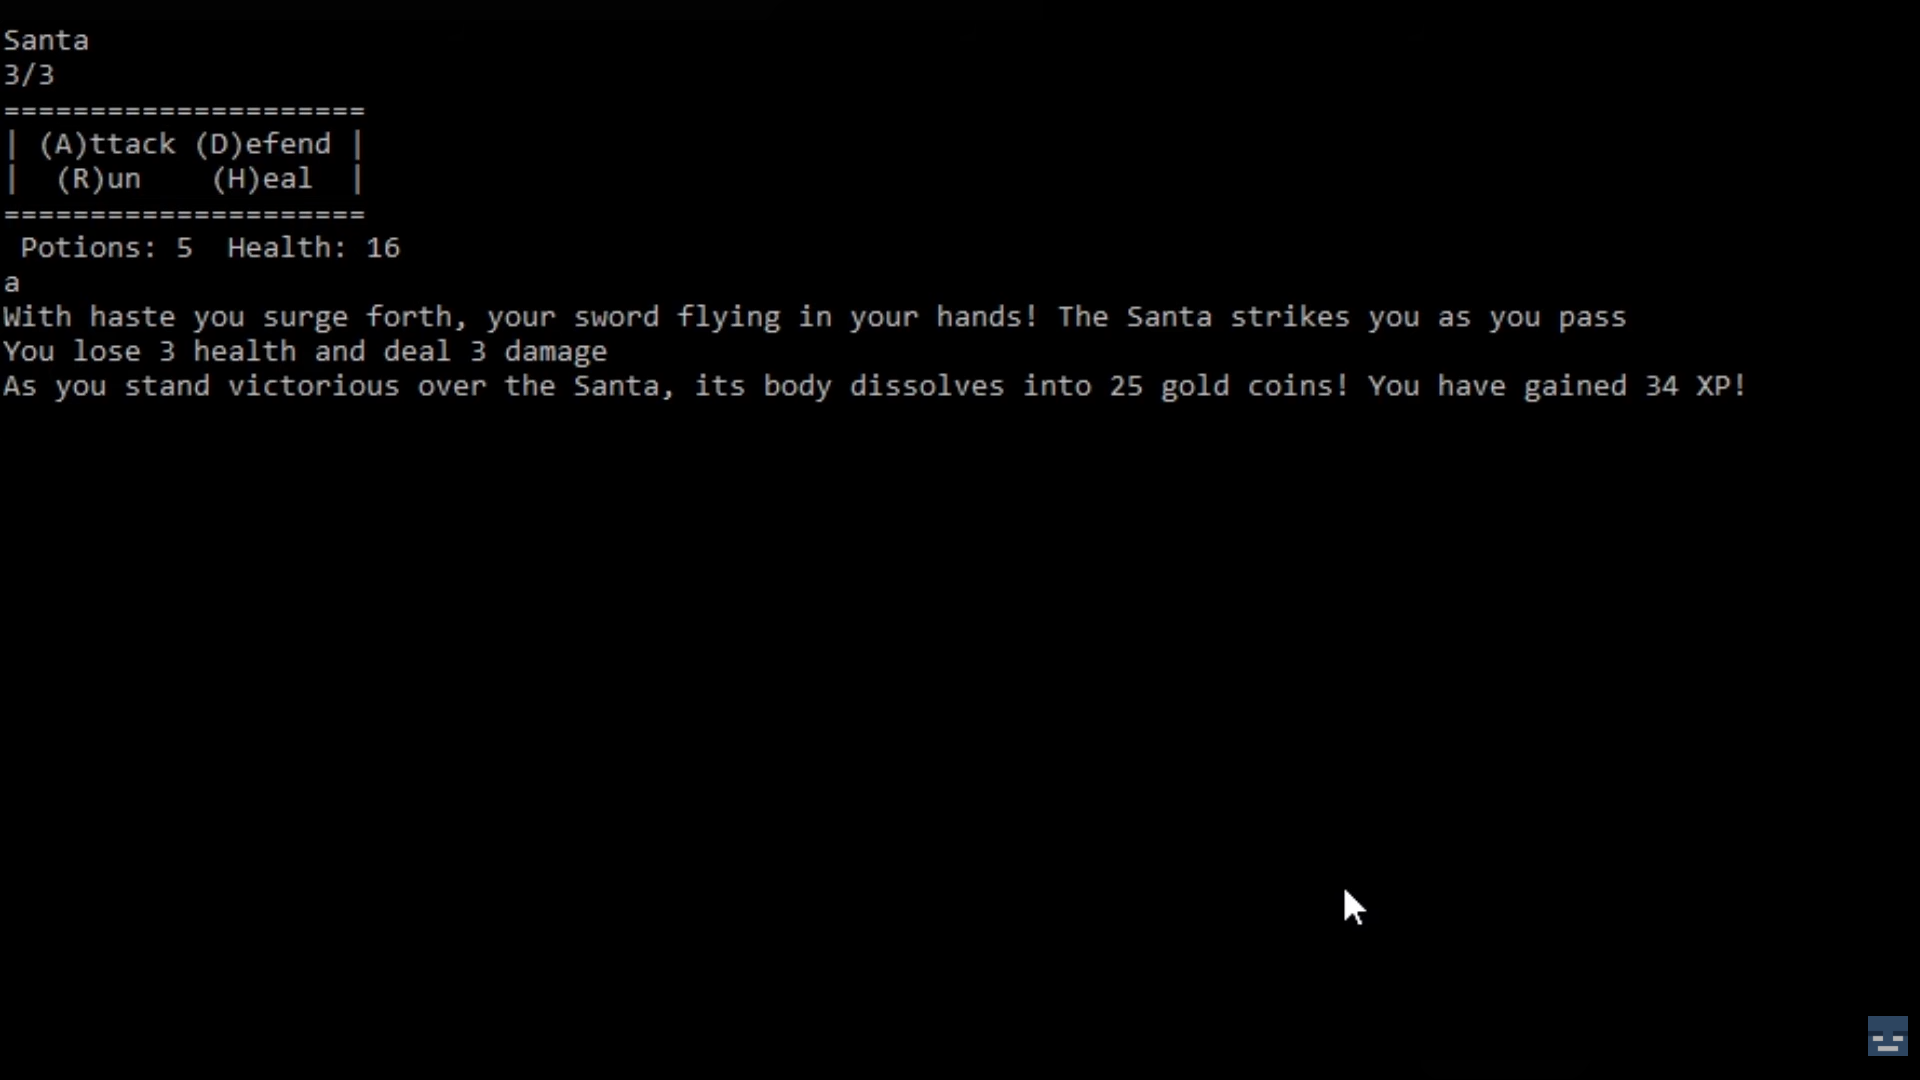 Santa
3/3
=====================
| (A)ttack (D)efend |
|  (R)un    (H)eal  |
=====================
 Potions: 5  Health: 16
a
With haste you surge forth, your sword flying in your hands! The Santa strikes you as you pass
You lose 3 health and deal 3 damage
As you stand victorious over the Santa, its body dissolves into 25 gold coins! You have gained 34 XP!